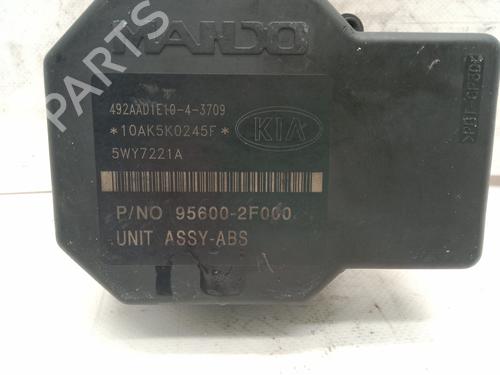 MANDO
492AAD1E10-4-3709
*10AK5K0245F*
KIA
5WY7221A
P/NO 95600-2F000
UNIT ASSY-ABS
B-PARTS